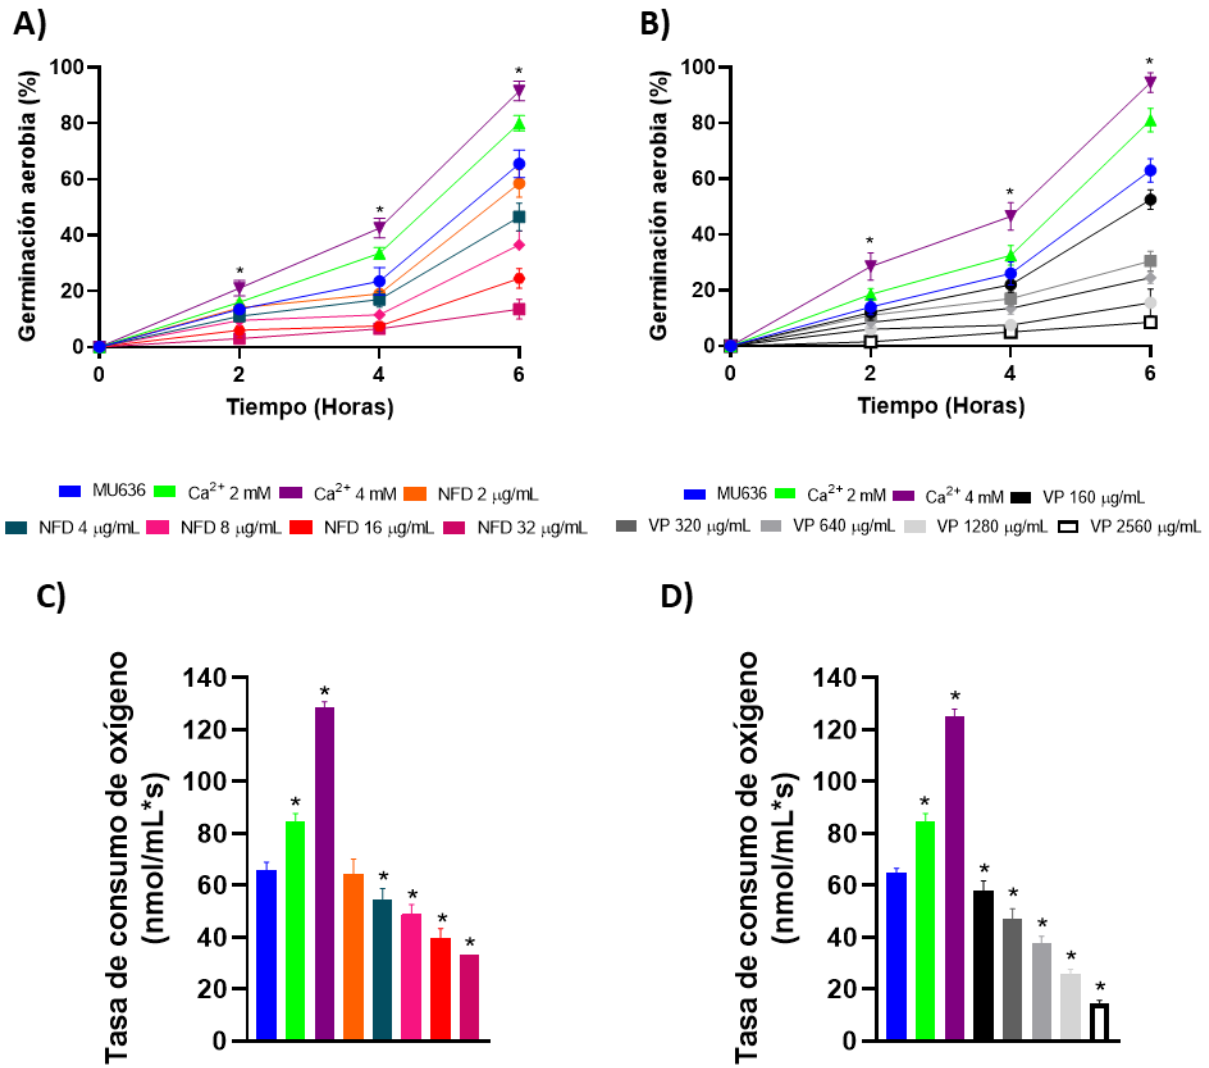 A)
B)
Germinación aerobia (%)
100
80
60
40
20
0
* * *
0 2 4 6
Tiempo (Horas)
Germinación aerobia (%)
100
80
60
40
20
0
* * *
0 2 4 6
Tiempo (Horas)
MU636 Ca²⁺ 2 mM Ca²⁺ 4 mM NFD 2 µg/mL
NFD 4 µg/mL NFD 8 µg/mL NFD 16 µg/mL NFD 32 µg/mL
MU636 Ca²⁺ 2 mM Ca²⁺ 4 mM VP 160 µg/mL
VP 320 µg/mL VP 640 µg/mL VP 1280 µg/mL VP 2560 µg/mL
C)
D)
Tasa de consumo de oxígeno
(nmol/mL*s)
140
120
100
80
60
40
20
0
* * * * * *
Tasa de consumo de oxígeno
(nmol/mL*s)
140
120
100
80
60
40
20
0
* * * * * * *